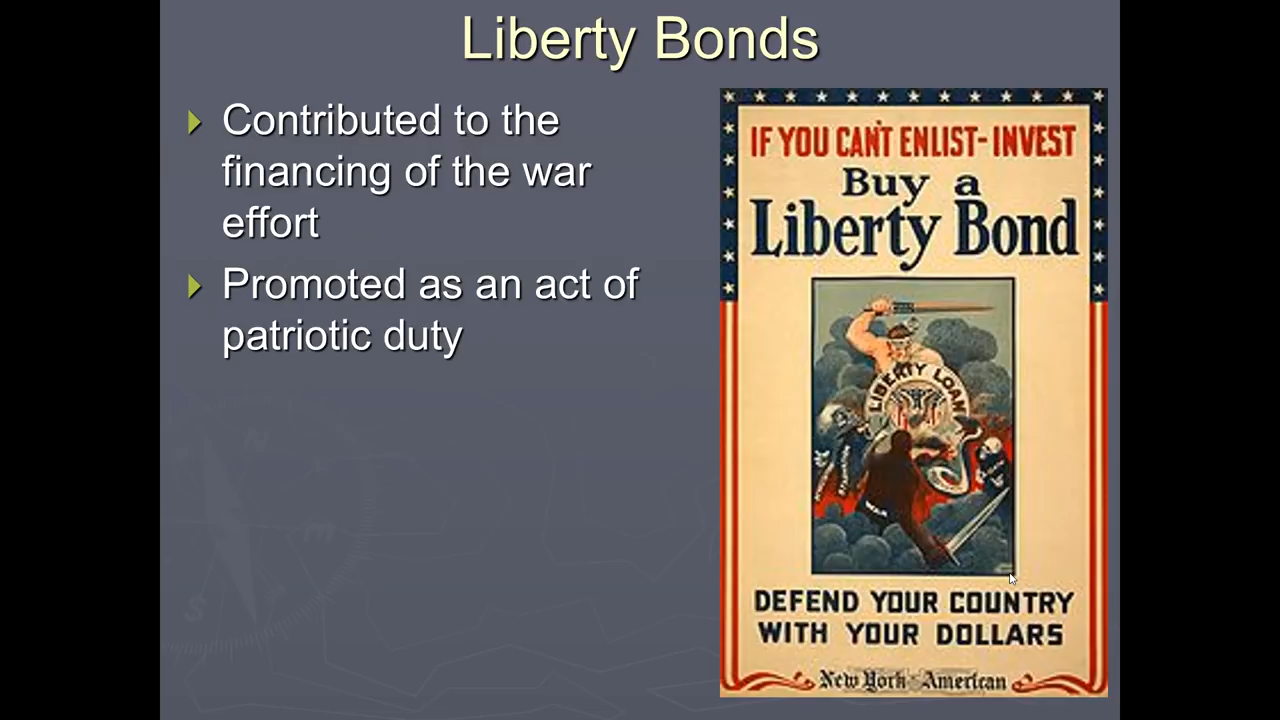 Liberty Bonds
Contributed to the
financing of the war
effort
Promoted as an act of
patriotic duty
IF YOU CAN'T ENLIST-INVEST
Buy a
Liberty Bond
LIBERTY LOAN
WAR
DEFEND YOUR COUNTRY
WITH YOUR DOLLARS
New York American
N
E
S